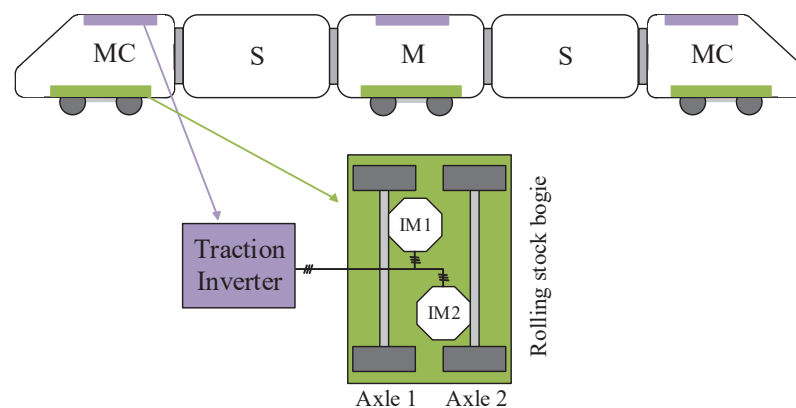 MC
S
M
S
MC
Traction
Inverter
IM1
IM2
Rolling stock bogie
Axle 1
Axle 2